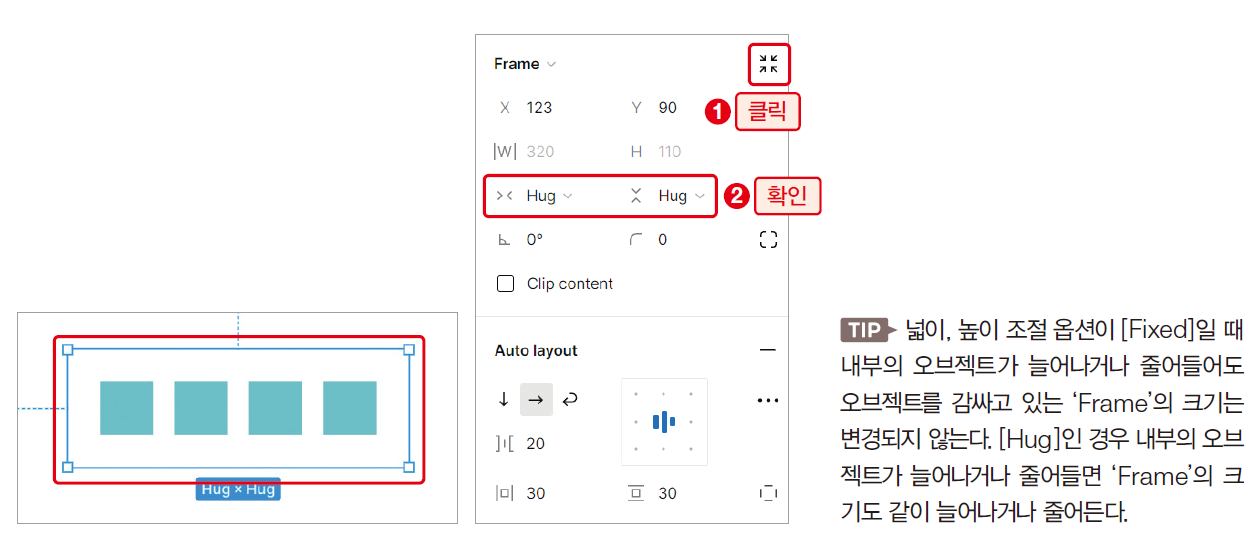 Frame
X 123 Y 90
1 클릭
|W| 320 H 110
Hug Hug
2 확인
0° 0
Clip content
Auto layout
20
30 30
Hug × Hug
TIP 넓이, 높이 조절 옵션이 [Fixed]일 때
내부의 오브젝트가 늘어나거나 줄어들어도
오브젝트를 감싸고 있는 ‘Frame’의 크기는
변경되지 않는다. [Hug]인 경우 내부의 오브
젝트가 늘어나거나 줄어들면 ‘Frame’의 크
기도 같이 늘어나거나 줄어든다.